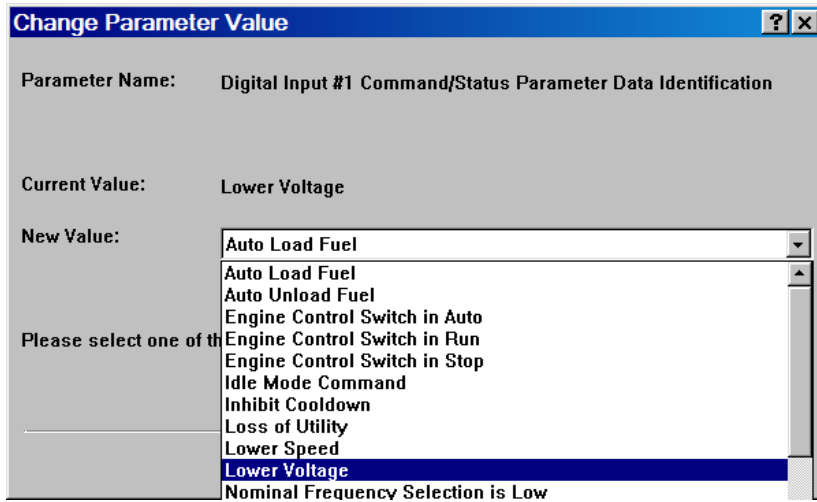 Change Parameter Value
Parameter Name: Digital Input #1 Command/Status Parameter Data Identification
Current Value: Lower Voltage
New Value: Auto Load Fuel
Auto Load Fuel
Auto Unload Fuel
Engine Control Switch in Auto
Please select one of th
Engine Control Switch in Run
Engine Control Switch in Stop
Idle Mode Command
Inhibit Cooldown
Loss of Utility
Lower Speed
Lower Voltage
Nominal Frequency Selection is Low